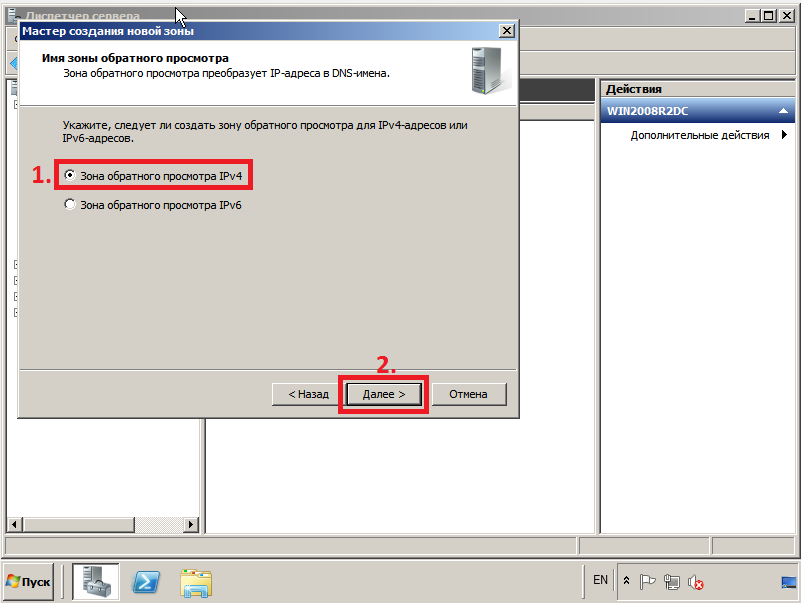 Диспетчер сервера
Мастер создания новой зоны
Имя зоны обратного просмотра
Зона обратного просмотра преобразует IP-адреса в DNS-имена.
Укажите, следует ли создать зону обратного просмотра для IPv4-адресов или
IPv6-адресов.
1.
Зона обратного просмотра IPv4
Зона обратного просмотра IPv6
2.
< Назад
Далее >
Отмена
Действия
WIN2008R2DC
Дополнительные действия
Пуск
EN